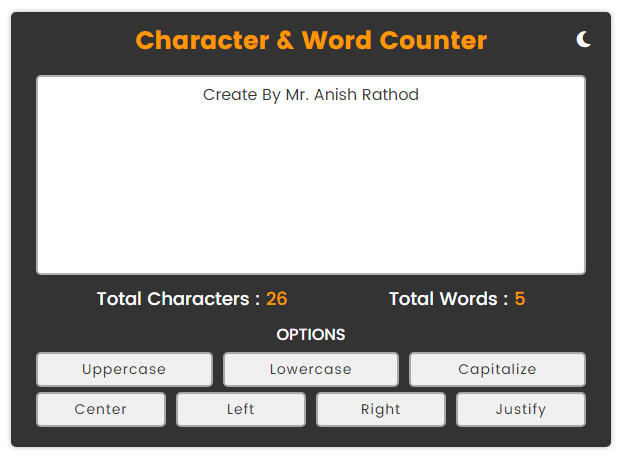 Character & Word Counter
Create By Mr. Anish Rathod
Total Characters : 26 Total Words : 5
OPTIONS
Uppercase Lowercase Capitalize
Center Left Right Justify